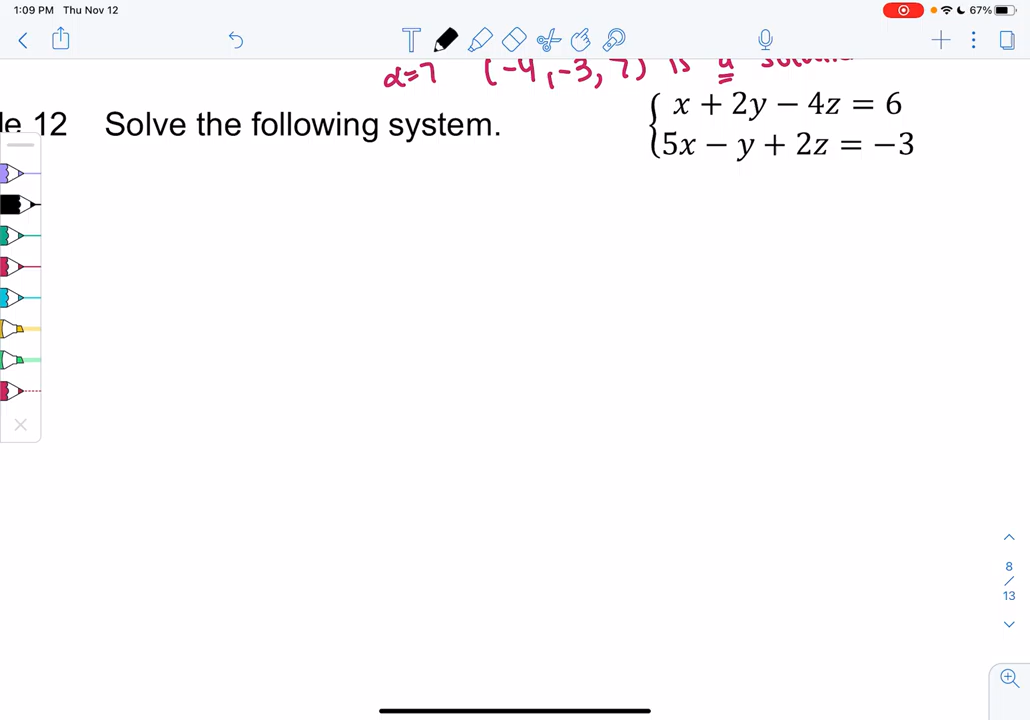 1:09 PM Thu Nov 12
67%
T
α=7 (-4, -3, 7) is a
le 12 Solve the following system.
x + 2y − 4z = 6
5x − y + 2z = −3
8
/
13